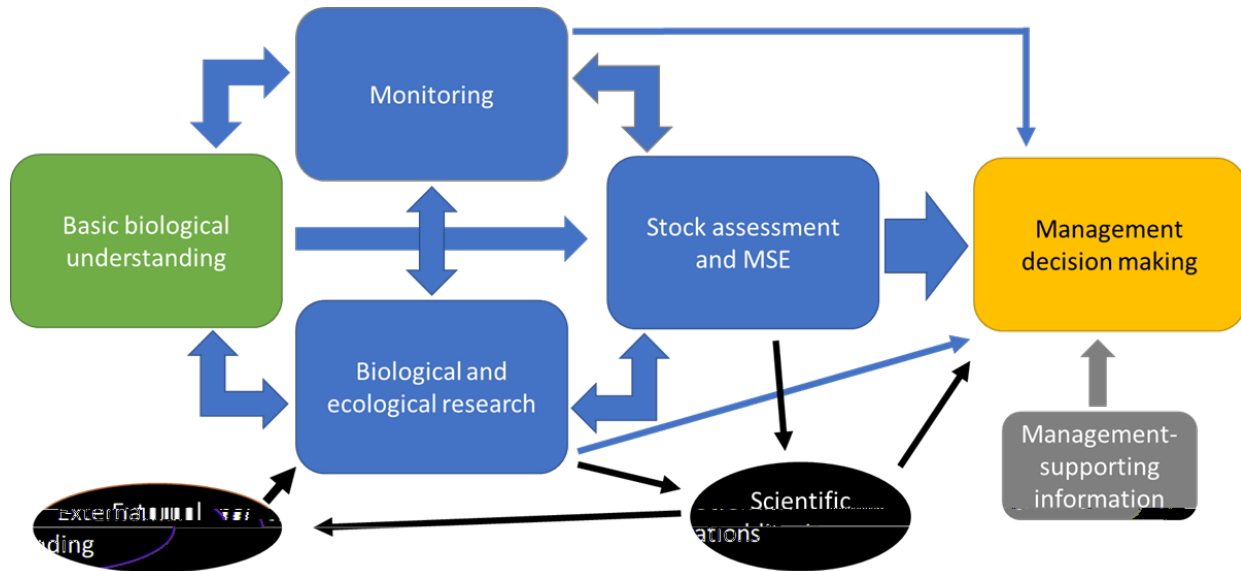 Monitoring
Basic biological
understanding
Stock assessment
and MSE
Management
decision making
Biological and
ecological research
Management-
supporting
information
Scientific